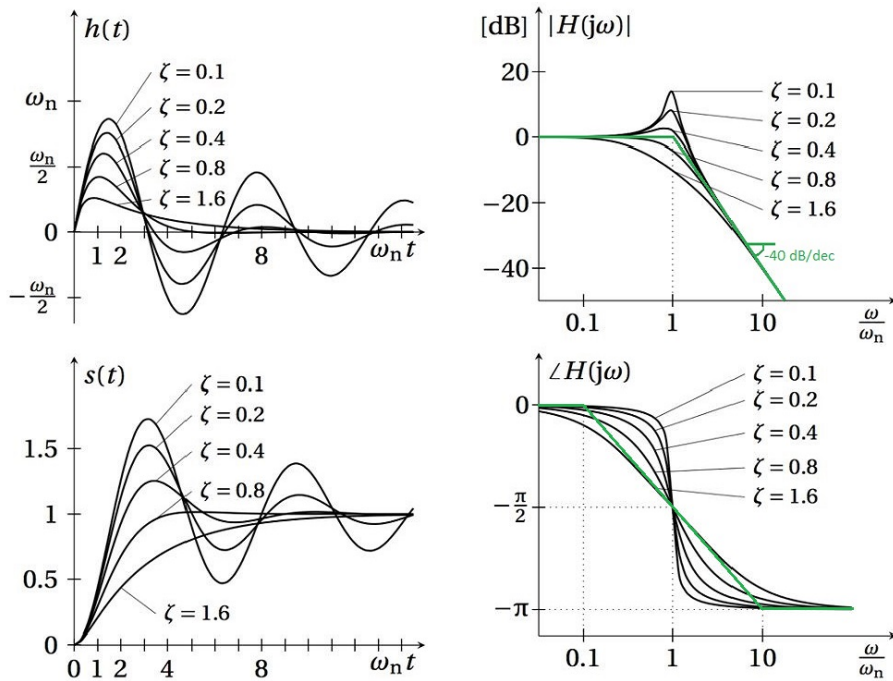 h(t)
ζ = 0.1
ζ = 0.2
ζ = 0.4
ζ = 0.8
ζ = 1.6
ωn
ωn/2
0
−ωn/2
1 2 8 ωn t
[dB] |H(jω)|
20
0
−20
−40
ζ = 0.1
ζ = 0.2
ζ = 0.4
ζ = 0.8
ζ = 1.6
-40 dB/dec
0.1 1 10 ω/ωn
s(t)
ζ = 0.1
ζ = 0.2
ζ = 0.4
ζ = 0.8
ζ = 1.6
1.5
1
0.5
0
0 1 2 4 8 ωn t
∠H(jω)
ζ = 0.1
ζ = 0.2
ζ = 0.4
ζ = 0.8
ζ = 1.6
0
−π/2
−π
0.1 1 10 ω/ωn